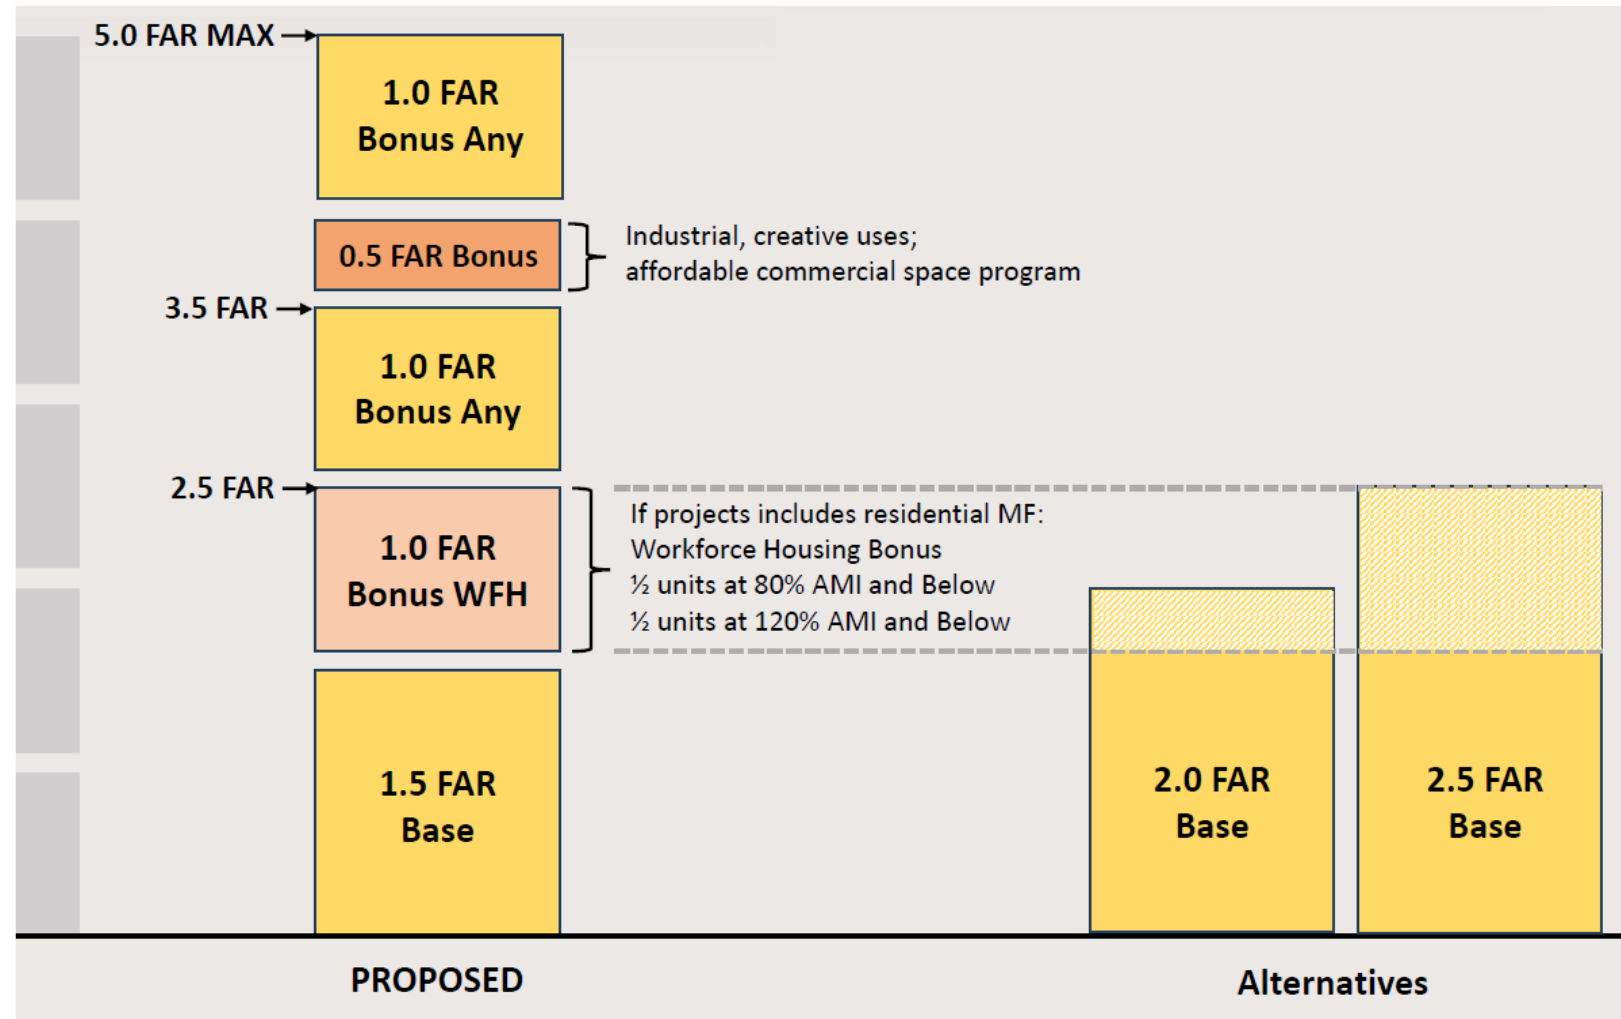 5.0 FAR MAX
1.0 FAR
Bonus Any
0.5 FAR Bonus
Industrial, creative uses;
affordable commercial space program
3.5 FAR
1.0 FAR
Bonus Any
2.5 FAR
1.0 FAR
Bonus WFH
If projects includes residential MF:
Workforce Housing Bonus
½ units at 80% AMI and Below
½ units at 120% AMI and Below
1.5 FAR
Base
2.0 FAR
Base
2.5 FAR
Base
PROPOSED
Alternatives